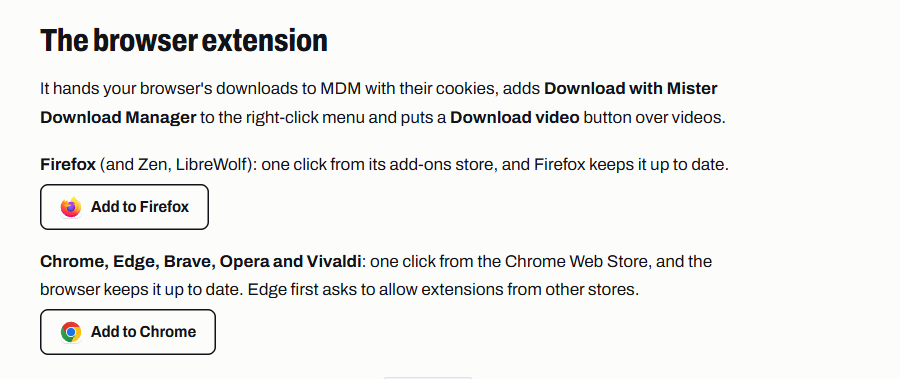 The browser extension
It hands your browser's downloads to MDM with their cookies, adds Download with Mister
Download Manager to the right-click menu and puts a Download video button over videos.
Firefox (and Zen, LibreWolf): one click from its add-ons store, and Firefox keeps it up to date.
Add to Firefox
Chrome, Edge, Brave, Opera and Vivaldi: one click from the Chrome Web Store, and the
browser keeps it up to date. Edge first asks to allow extensions from other stores.
Add to Chrome